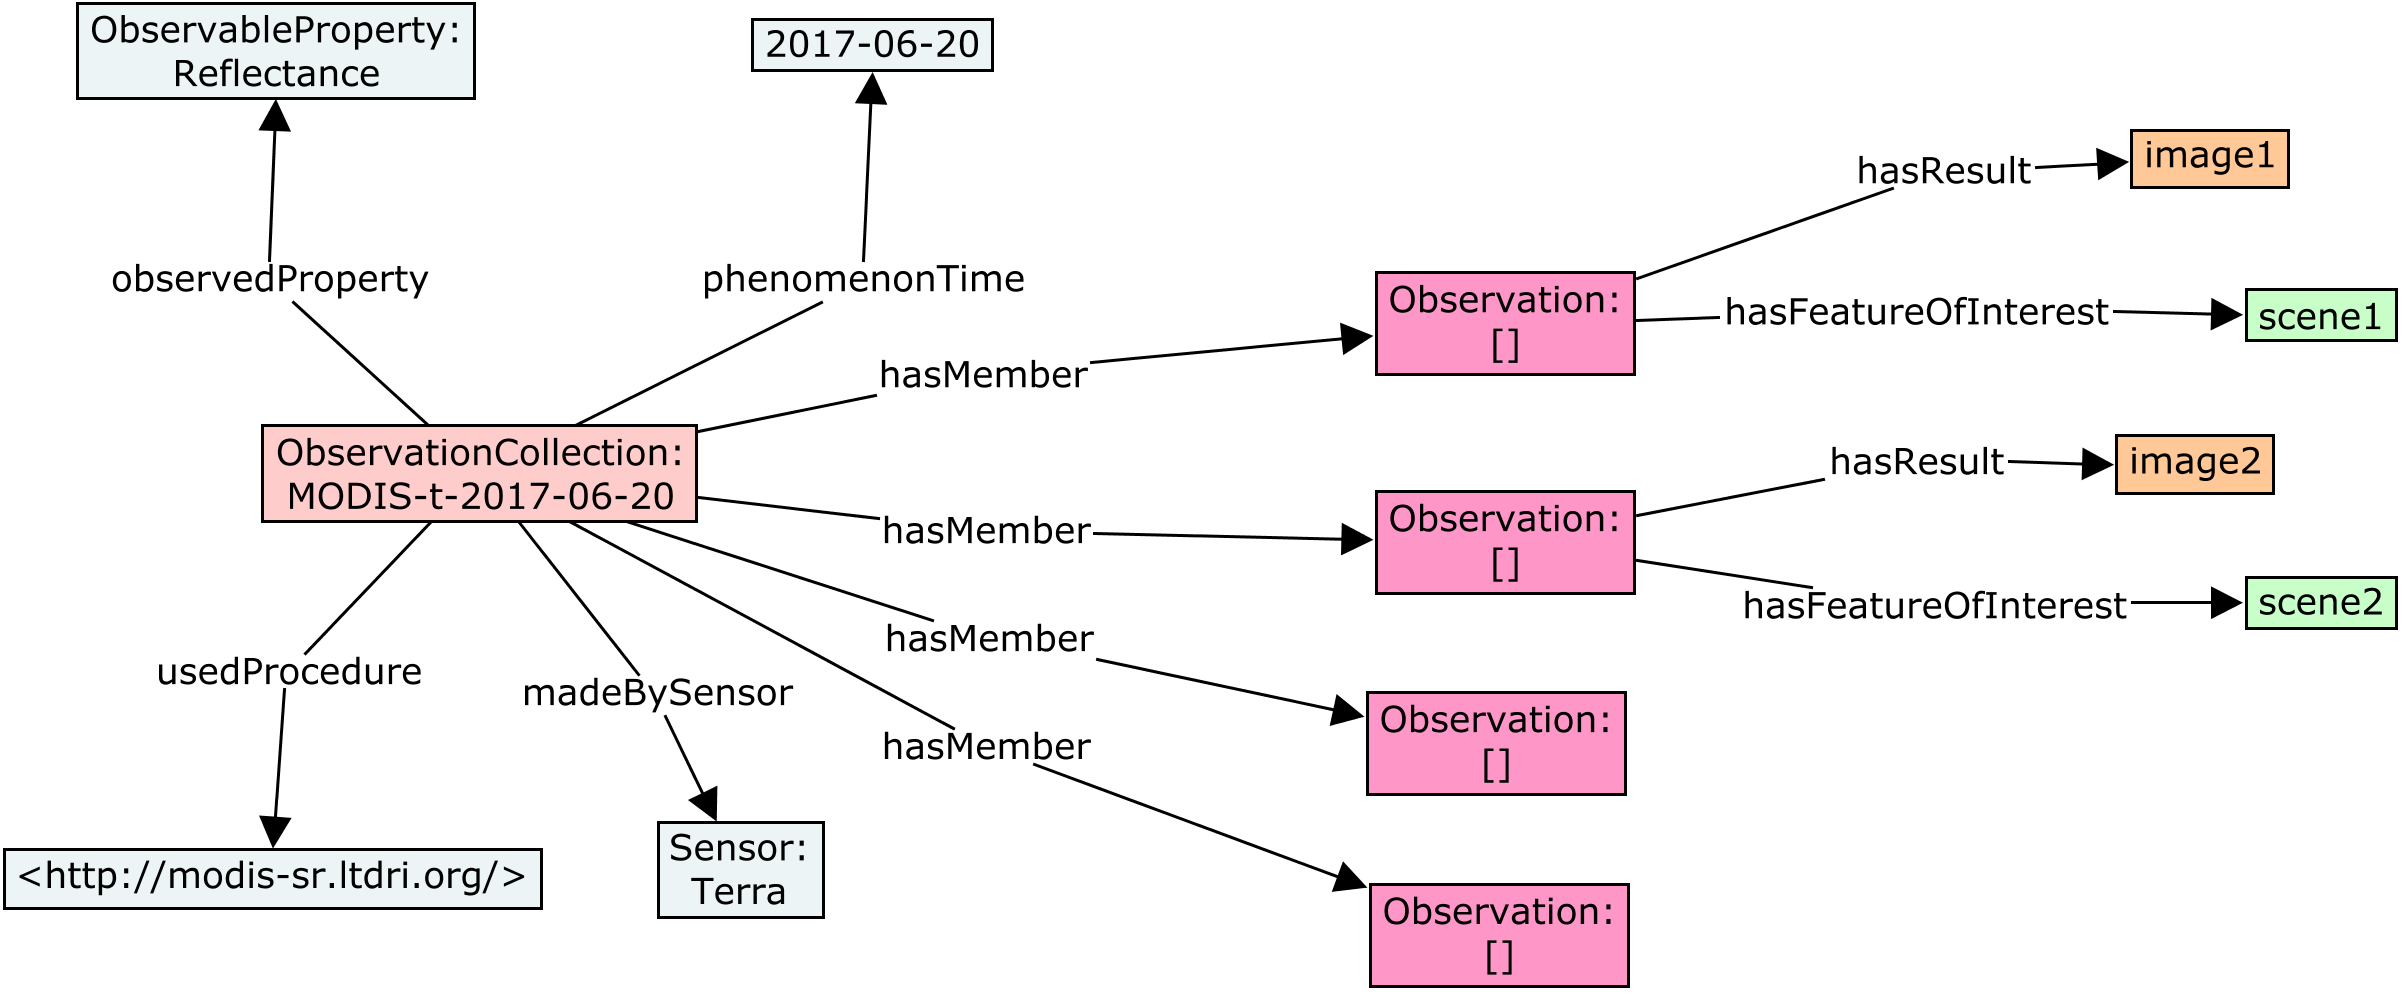 ObservableProperty:
Reflectance
2017-06-20
hasResult
image1
observedProperty
phenomenonTime
Observation:
[]
hasFeatureOfInterest
scene1
hasMember
ObservationCollection:
MODIS-t-2017-06-20
hasResult
image2
hasMember
Observation:
[]
hasFeatureOfInterest
scene2
hasMember
usedProcedure
madeBySensor
Observation:
[]
hasMember
<http://modis-sr.ltdri.org/>
Sensor:
Terra
Observation:
[]